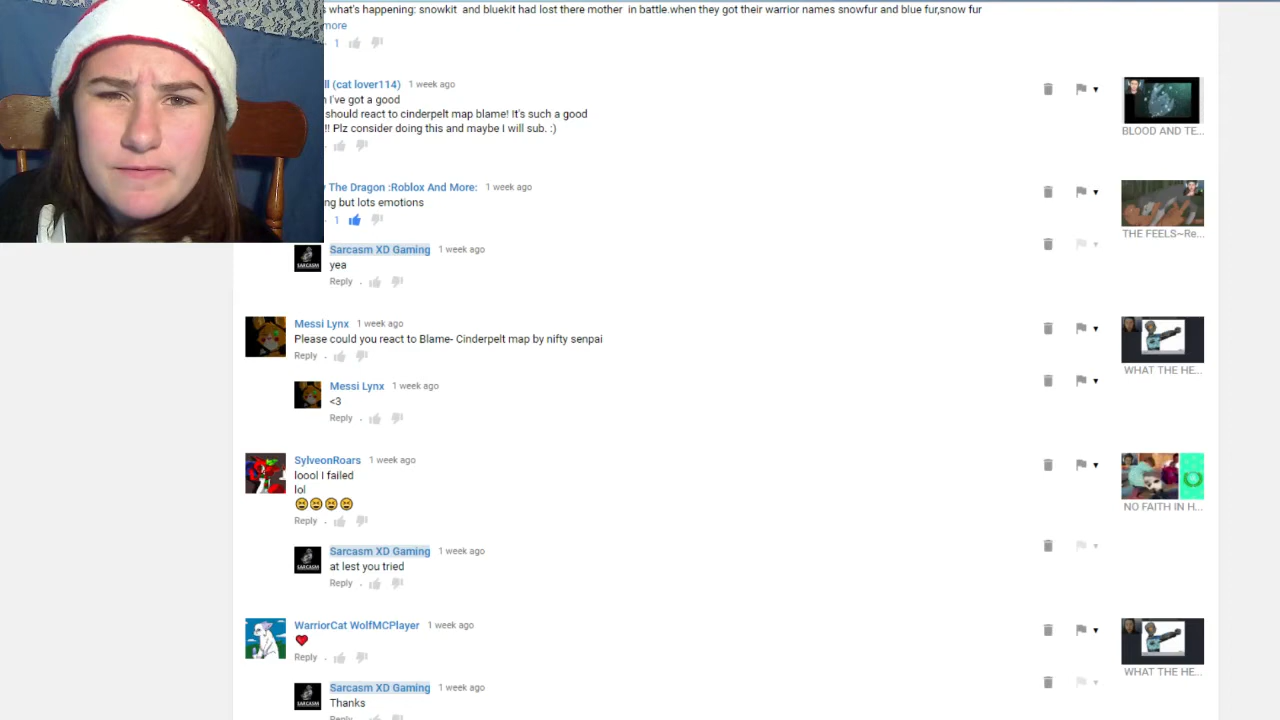 what's happening: snowkit and bluekit had lost there mother in battle.when they got their warrior names snowfur and blue fur,snow fur
more
1
ll (cat lover114) 1 week ago
I've got a good
should react to cinderpelt map blame! It's such a good
!! Plz consider doing this and maybe I will sub. :)
BLOOD AND TE...
The Dragon :Roblox And More: 1 week ago
ng but lots emotions
1
THE FEELS~Re...
Sarcasm XD Gaming 1 week ago
yea
Reply .
Messi Lynx 1 week ago
Please could you react to Blame- Cinderpelt map by nifty senpai
Reply .
WHAT THE HE...
Messi Lynx 1 week ago
<3
Reply .
SylveonRoars 1 week ago
loool I failed
lol
😆😆😆😆
Reply .
NO FAITH IN H...
Sarcasm XD Gaming 1 week ago
at lest you tried
Reply .
WarriorCat WolfMCPlayer 1 week ago
❤
Reply .
WHAT THE HE...
Sarcasm XD Gaming 1 week ago
Thanks
Reply
SARCASM
SARCASM
SARCASM